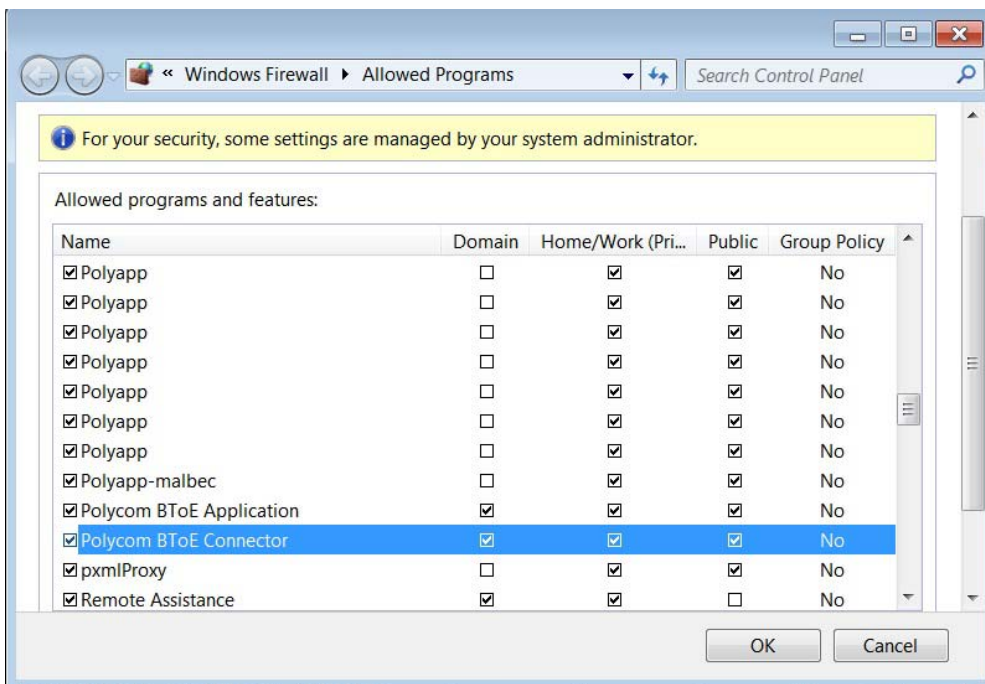 « Windows Firewall ▸ Allowed Programs Search Control Panel
For your security, some settings are managed by your system administrator.
Allowed programs and features:
Name Domain Home/Work (Pri... Public Group Policy
Polyapp No
Polyapp No
Polyapp No
Polyapp No
Polyapp No
Polyapp No
Polyapp No
Polyapp-malbec No
Polycom BToE Application No
Polycom BToE Connector No
pxmlProxy No
Remote Assistance No
OK Cancel